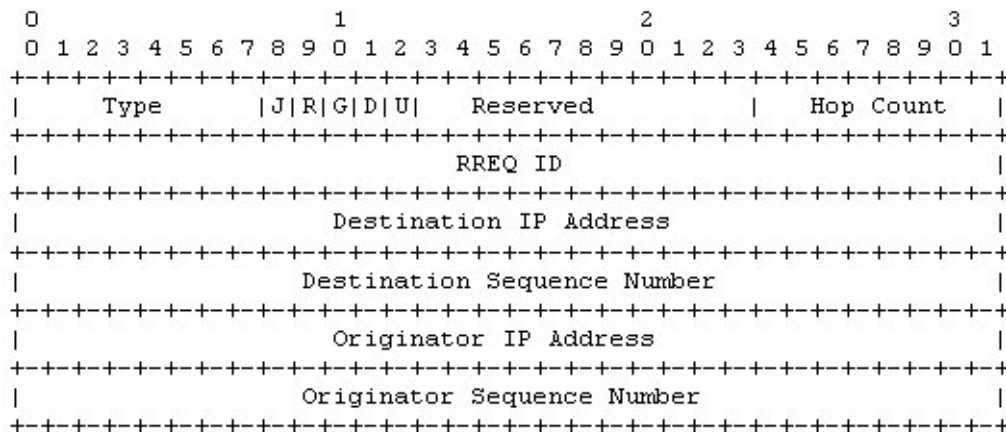 0                   1                   2                   3
0 1 2 3 4 5 6 7 8 9 0 1 2 3 4 5 6 7 8 9 0 1 2 3 4 5 6 7 8 9 0 1
+-+-+-+-+-+-+-+-+-+-+-+-+-+-+-+-+-+-+-+-+-+-+-+-+-+-+-+-+-+-+-+-+
|     Type      |J|R|G|D|U|   Reserved          |   Hop Count   |
+-+-+-+-+-+-+-+-+-+-+-+-+-+-+-+-+-+-+-+-+-+-+-+-+-+-+-+-+-+-+-+-+
|                            RREQ ID                            |
+-+-+-+-+-+-+-+-+-+-+-+-+-+-+-+-+-+-+-+-+-+-+-+-+-+-+-+-+-+-+-+-+
|                    Destination IP Address                     |
+-+-+-+-+-+-+-+-+-+-+-+-+-+-+-+-+-+-+-+-+-+-+-+-+-+-+-+-+-+-+-+-+
|                  Destination Sequence Number                  |
+-+-+-+-+-+-+-+-+-+-+-+-+-+-+-+-+-+-+-+-+-+-+-+-+-+-+-+-+-+-+-+-+
|                    Originator IP Address                      |
+-+-+-+-+-+-+-+-+-+-+-+-+-+-+-+-+-+-+-+-+-+-+-+-+-+-+-+-+-+-+-+-+
|                  Originator Sequence Number                   |
+-+-+-+-+-+-+-+-+-+-+-+-+-+-+-+-+-+-+-+-+-+-+-+-+-+-+-+-+-+-+-+-+